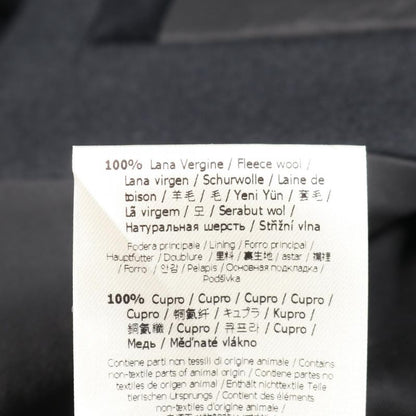 100% Lana Vergine / Fleece wool /
Lana virgen / Schurwolle / Laine de
toison / 羊毛 / 毛 / Yeni Yün / 套毛 /
Lã virgem / 모 / Serabut wol /
Натуральная шерсть / Střižní vlna
Fodera principale / Lining / Forro principal /
Hauptfutter / Doublure / 里料 / 裏生地 / astar / 裡裡
/ Forro / 안감 / Pelapis / Основная подкладка /
Podšívka
100% Cupro / Cupro / Cupro / Cupro /
Cupro / 铜氨纤 / キュプラ / Kupro /
銅氨纖 / Cupro / 큐프라 / Cupro /
Медь / Měďnaté vlákno
Contiene parti non tessili di origine animale / Contains
non-textile parts of animal origin / Contiene partes no
textiles de origen animal / Enthält nichttextile Teile
tierischen Ursprungs / Contient des éléments
non-textiles d'origine animale /